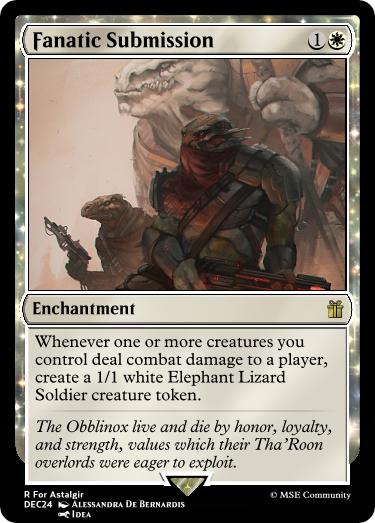 Fanatic Submission 1
Enchantment
Whenever one or more creatures you
control deal combat damage to a player,
create a 1/1 white Elephant Lizard
Soldier creature token.
The Obblinox live and die by honor, loyalty,
and strength, values which their Tha'Roon
overlords were eager to exploit.
R For Astalgir
DEC24 Alessandra De Bernardis
Idea
© MSE Community